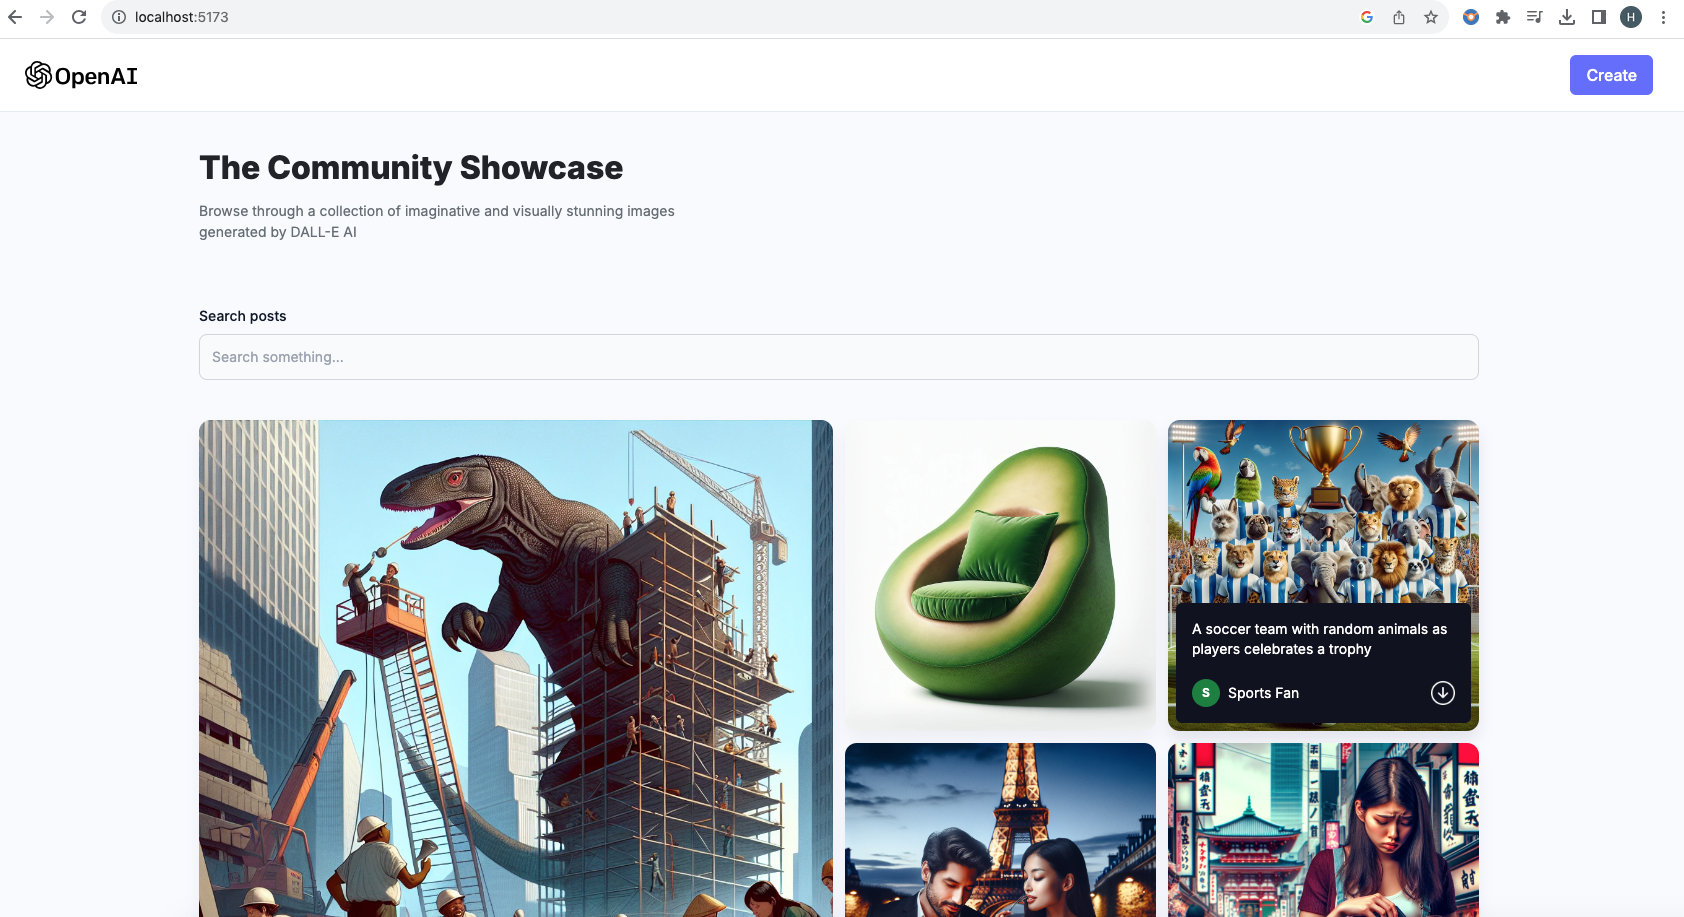 localhost:5173
H
OpenAI
Create
The Community Showcase
Browse through a collection of imaginative and visually stunning images
generated by DALL-E AI
Search posts
Search something...
A soccer team with random animals as
players celebrates a trophy
S Sports Fan